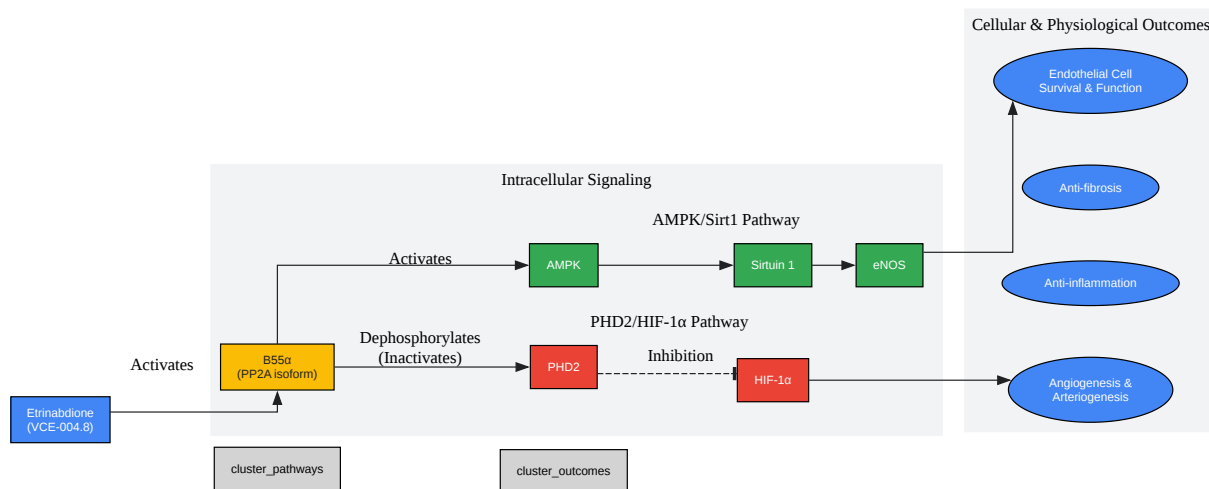 Cellular & Physiological Outcomes
Endothelial Cell
Survival & Function
Anti-fibrosis
Intracellular Signaling
AMPK/Sirt1 Pathway
Activates
AMPK
Sirtuin 1
eNOS
Anti-inflammation
PHD2/HIF-1α Pathway
Dephosphorylates
(Inactivates)
Activates
B55α
(PP2A isoform)
PHD2
Inhibition
HIF-1α
Angiogenesis &
Arteriogenesis
Etrinabdione
(VCE-004.8)
cluster_pathways
cluster_outcomes